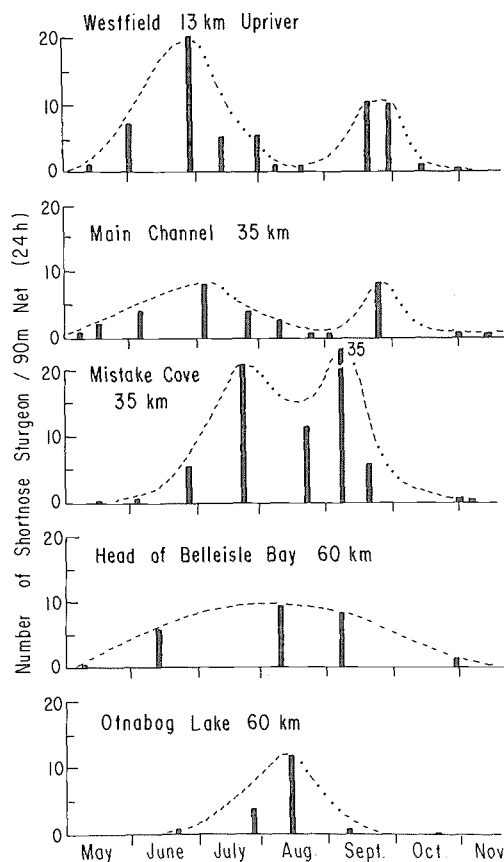 Number of Shortnose Sturgeon / 90m Net (24h)
Westfield 13 km Upriver
20
10
0
Main Channel 35 km
10
0
Mistake Cove
35 km
35
20
10
0
Head of Belleisle Bay 60 km
20
10
0
Otnabog Lake 60 km
20
10
0
May June July Aug. Sept. Oct. Nov